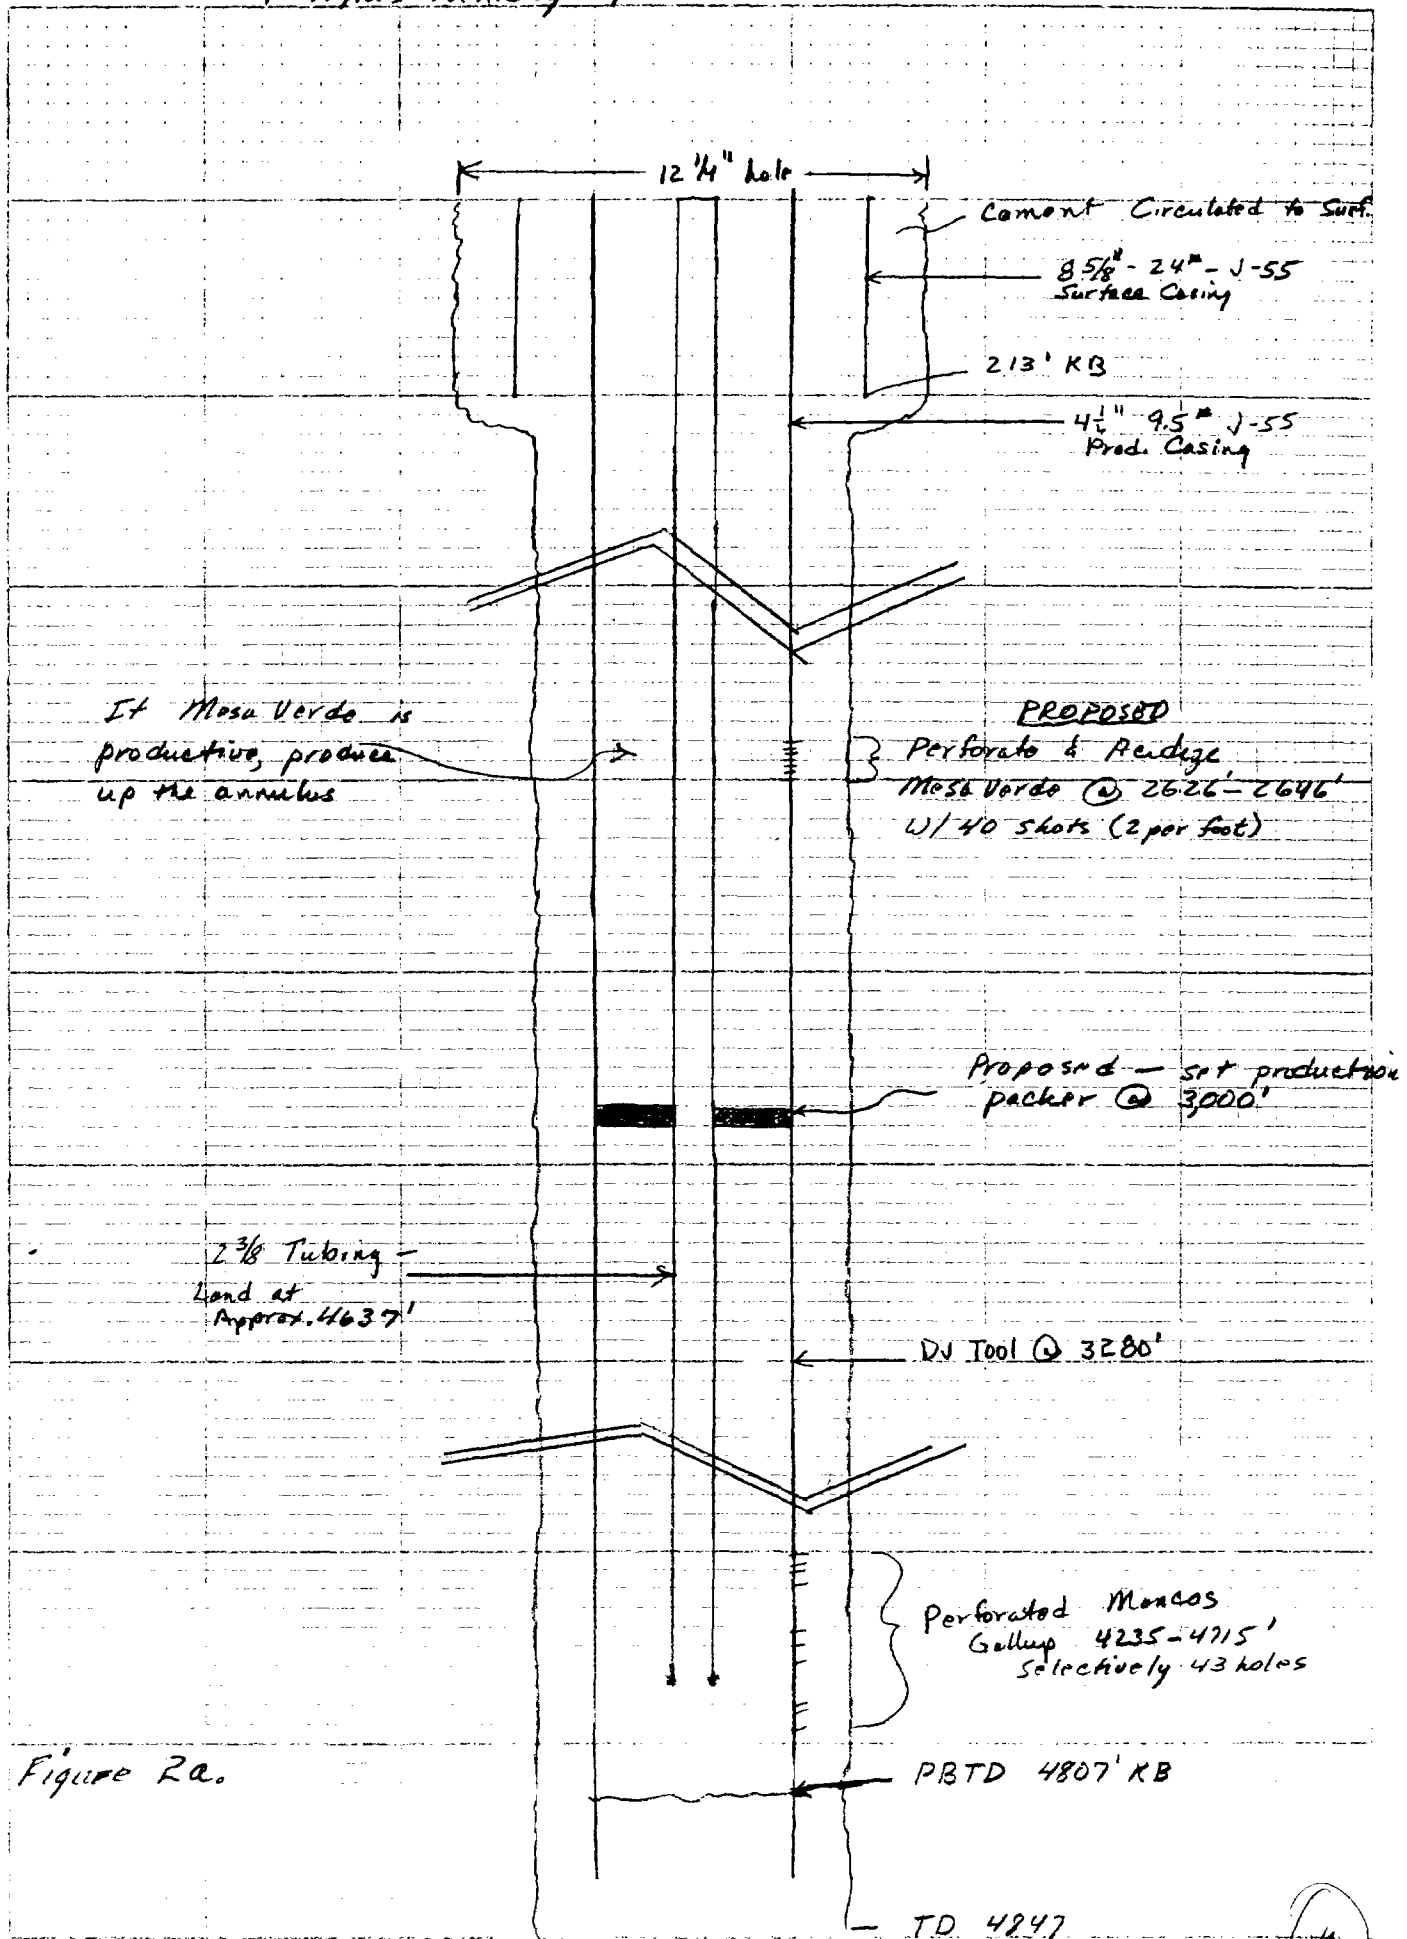 12 1/4" hole
Cement Circulated to Surf.
8 5/8" - 24# - J-55
Surface Casing
213' KB
4 1/2" 9.5# J-55
Prod. Casing
If Mesa Verde is
productive, produce
up the annulus
PROPOSED
Perforate & Acidize
Mesa Verde @ 2626' - 2646'
W/ 40 shots (2 per foot)
Proposed — set production
packer @ 3,000'
2 3/8 Tubing -
Land at
Approx. 4637'
DV Tool @ 3280'
Perforated Mancos
Gallup 4235 - 4715'
Selectively 43 holes
Figure 2a.
PBTD 4807' KB
TD 4847